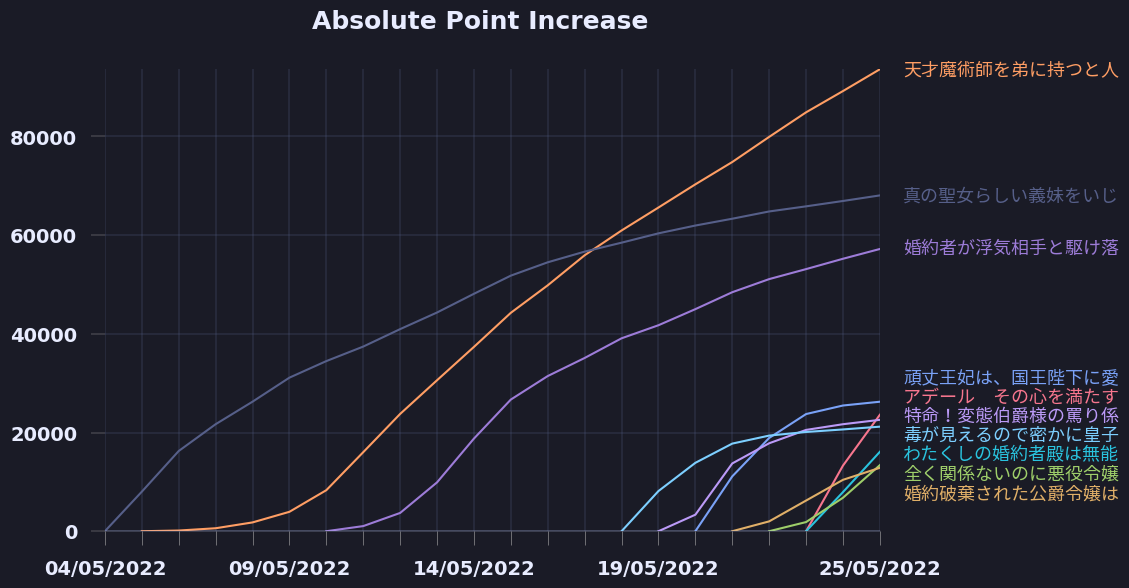 Absolute Point Increase
天才魔術師を弟に持つと人
80000
真の聖女らしい義妹をいじ
60000
婚約者が浮気相手と駆け落
40000
頑丈王妃は、国王陛下に愛
アデール　その心を満たす
特命！変態伯爵様の罵り係
20000
毒が見えるので密かに皇子
わたくしの婚約者殿は無能
全く関係ないのに悪役令嬢
婚約破棄された公爵令嬢は
0
04/05/2022 09/05/2022 14/05/2022 19/05/2022 25/05/2022